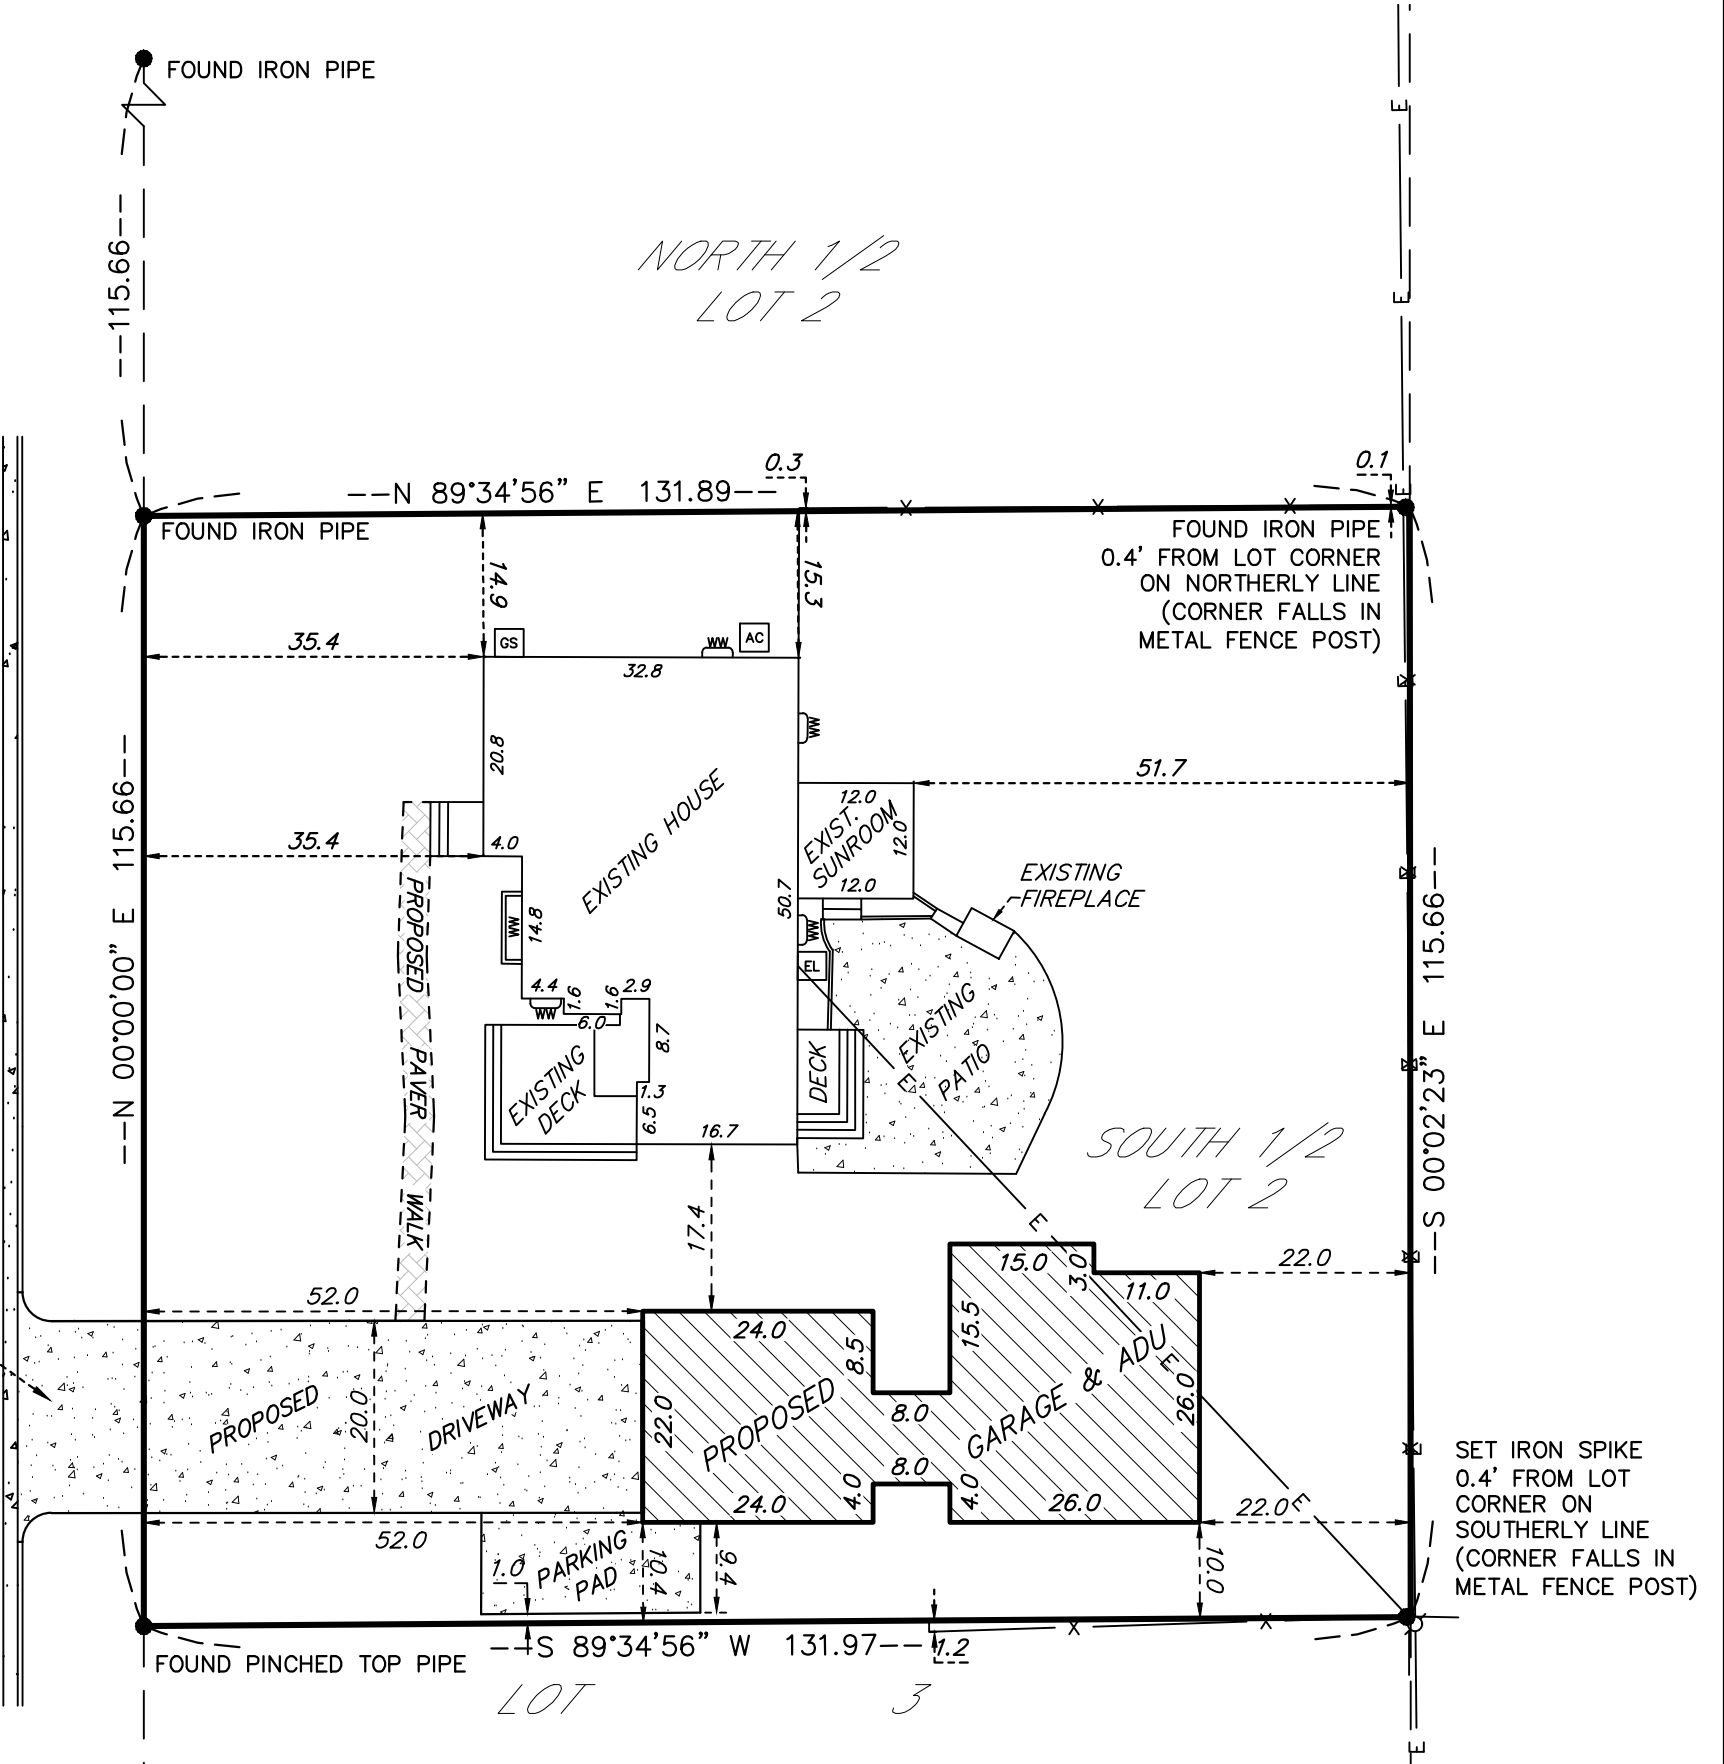 FOUND IRON PIPE
--115.66--
NORTH 1/2
LOT 2
E
E
0.3
0.1
--N 89°34'56" E 131.89--
X
X
X
E
FOUND IRON PIPE
FOUND IRON PIPE
0.4' FROM LOT CORNER
ON NORTHERLY LINE
(CORNER FALLS IN
METAL FENCE POST)
14.9
15.3
GS
WW
AC
35.4
32.8
X
E
WW
20.8
51.7
12.0
EXIST.
SUNROOM
12.0
12.0
35.4
4.0
EXISTING HOUSE
50.7
EXISTING
FIREPLACE
--N 00°00'00" E 115.66--
PROPOSED PAVER WALK
WW
14.8
WW
EL
4.4
1.6
1.6
2.9
WW
6.0
8.7
EXISTING
DECK
1.3
6.5
16.7
DECK
EXISTING
PATIO
E
X
E
X
E
--S 00°02'23" E 115.66--
SOUTH 1/2
LOT 2
17.4
E
X
E
52.0
15.0
3.0
11.0
22.0
24.0
8.5
15.5
PROPOSED DRIVEWAY
20.0
22.0
PROPOSED GARAGE & ADU
E
8.0
26.0
8.0
24.0
4.0
4.0
26.0
22.0
E
X
E
SET IRON SPIKE
0.4' FROM LOT
CORNER ON
SOUTHERLY LINE
(CORNER FALLS IN
METAL FENCE POST)
52.0
1.0
PARKING
PAD
10.4
9.4
10.0
X
X
--S 89°34'56" W 131.97--
1.2
FOUND PINCHED TOP PIPE
LOT 3
E